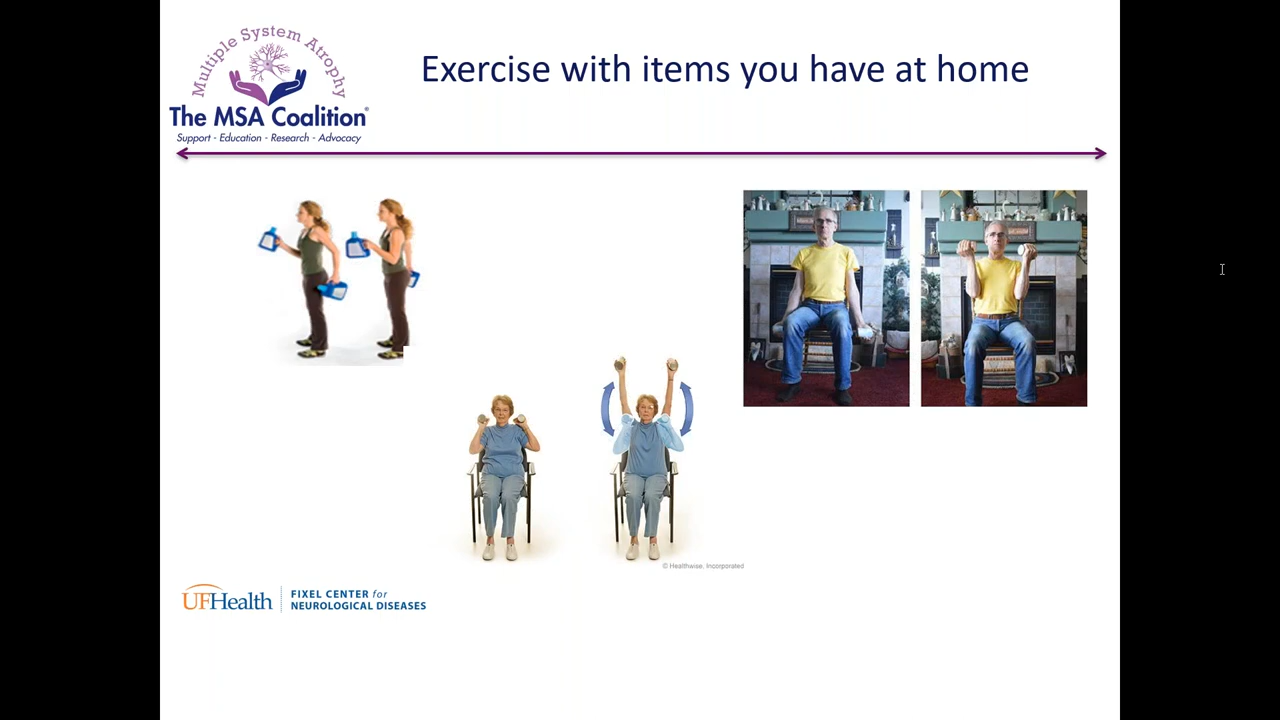 Multiple System Atrophy
The MSA Coalition®
Support - Education - Research - Advocacy
Exercise with items you have at home
© Healthwise, Incorporated
UFHealth
FIXEL CENTER for
NEUROLOGICAL DISEASES